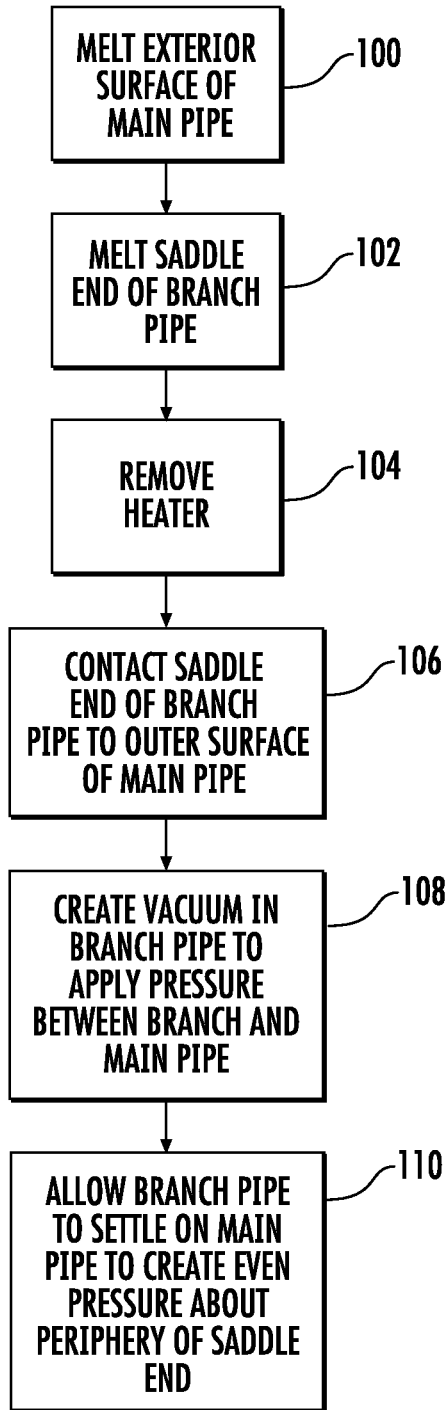 MELT EXTERIOR
SURFACE OF
MAIN PIPE
100
MELT SADDLE
END OF BRANCH
PIPE
102
REMOVE
HEATER
104
CONTACT SADDLE
END OF BRANCH
PIPE TO OUTER SURFACE
OF MAIN PIPE
106
CREATE VACUUM IN
BRANCH PIPE TO
APPLY PRESSURE
BETWEEN BRANCH AND
MAIN PIPE
108
ALLOW BRANCH PIPE
TO SETTLE ON MAIN
PIPE TO CREATE EVEN
PRESSURE ABOUT
PERIPHERY OF SADDLE
END
110